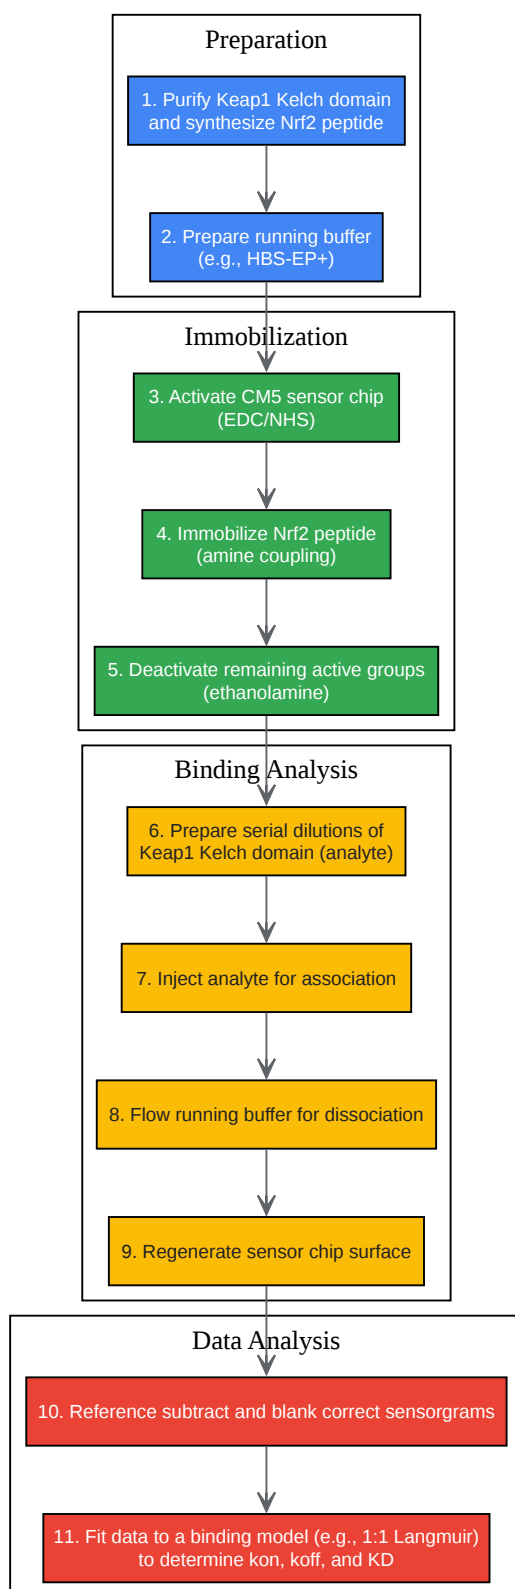 Preparation
1. Purify Keap1 Kelch domain
and synthesize Nrf2 peptide
2. Prepare running buffer
(e.g., HBS-EP+)
Immobilization
3. Activate CM5 sensor chip
(EDC/NHS)
4. Immobilize Nrf2 peptide
(amine coupling)
5. Deactivate remaining active groups
(ethanolamine)
Binding Analysis
6. Prepare serial dilutions of
Keap1 Kelch domain (analyte)
7. Inject analyte for association
8. Flow running buffer for dissociation
9. Regenerate sensor chip surface
Data Analysis
10. Reference subtract and blank correct sensorgrams
11. Fit data to a binding model (e.g., 1:1 Langmuir)
to determine kon, koff, and KD